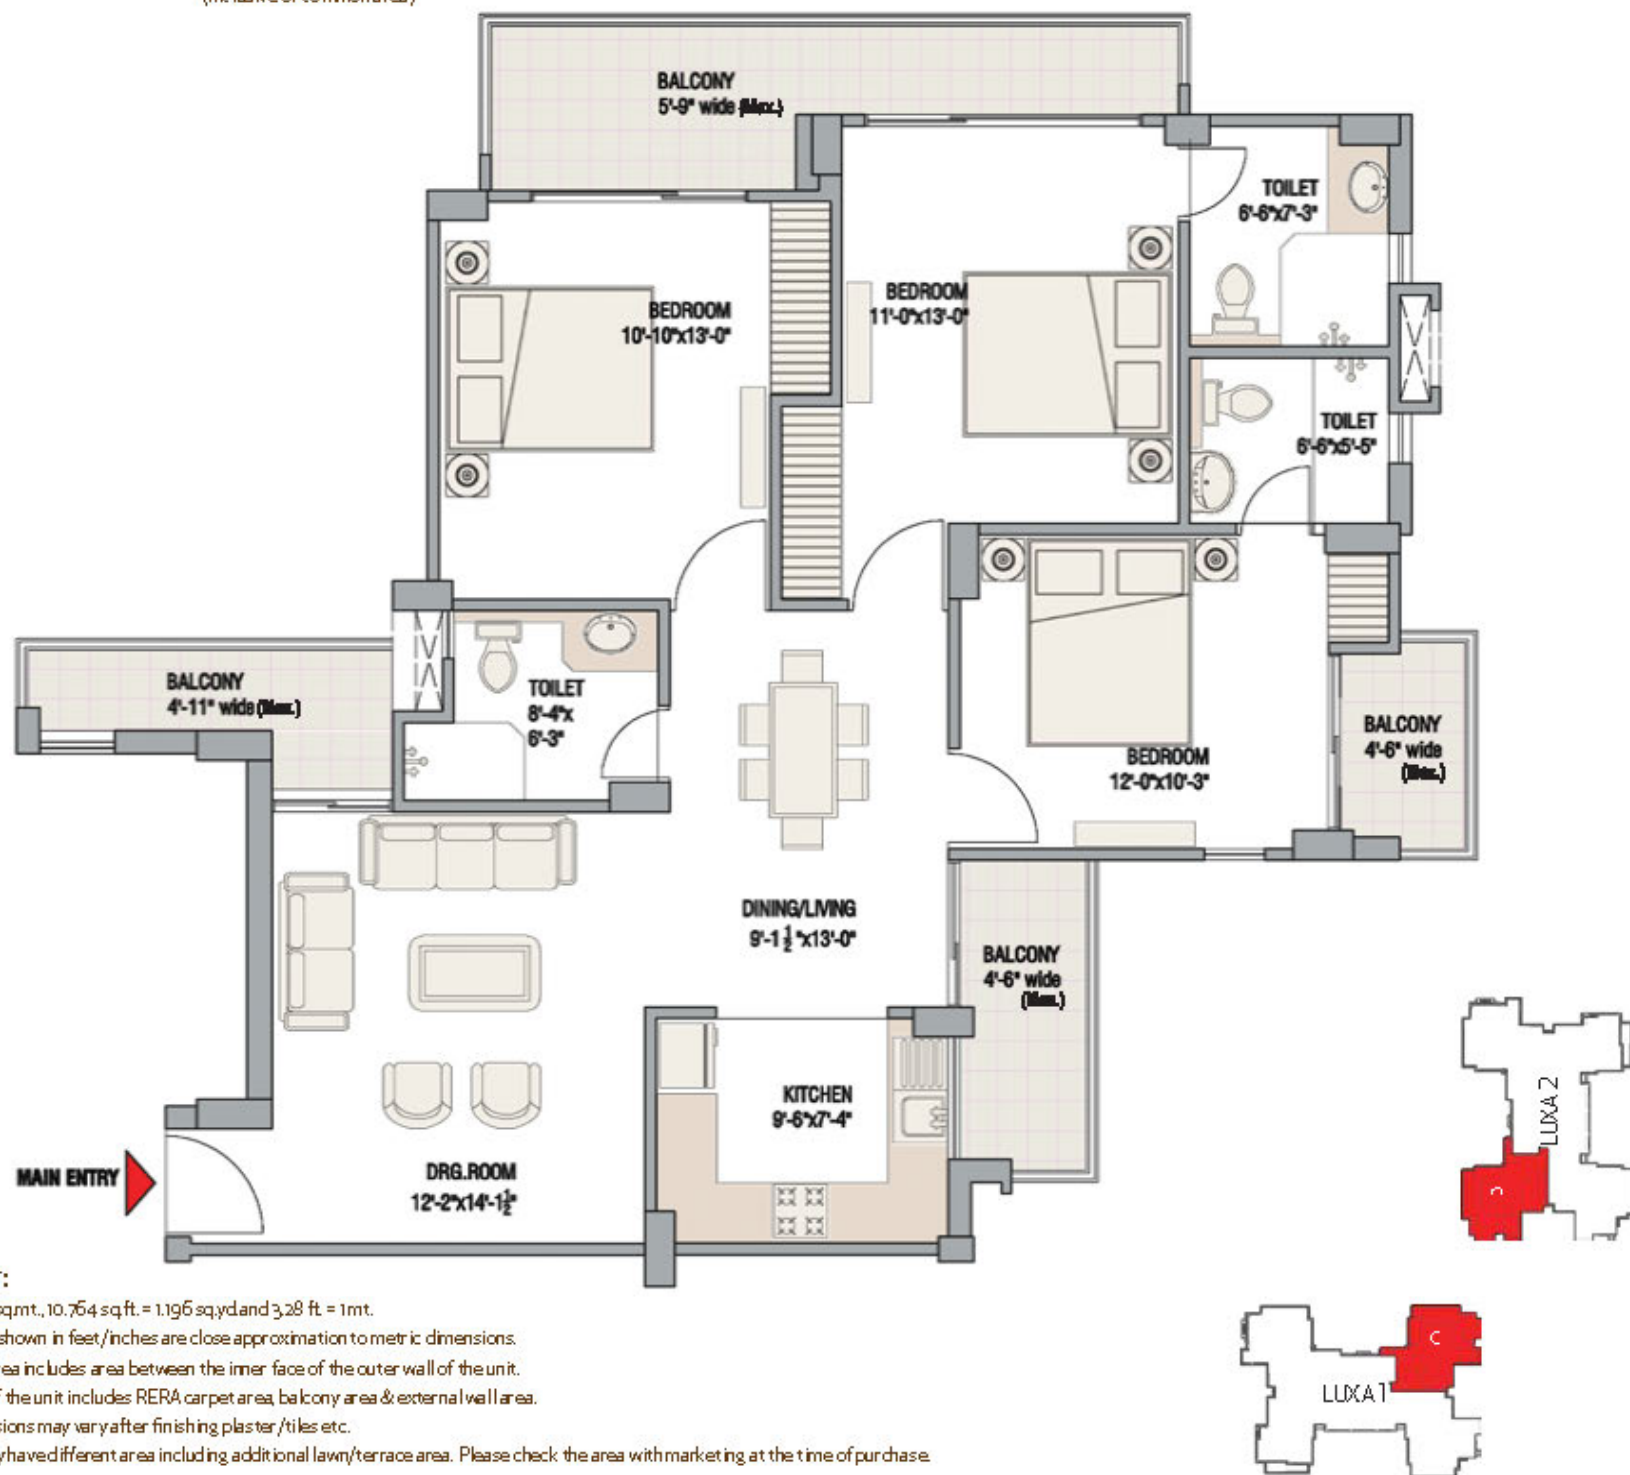 BALCONY
5'-9" wide (Max.)
TOILET
6'-6"x7'-3"
BEDROOM
10'-10"x13'-0"
BEDROOM
11'-0"x13'-0"
TOILET
6'-6"x5'-5"
BALCONY
4'-11" wide (Max.)
TOILET
8'-4"x
6'-3"
BEDROOM
12'-0"x10'-3"
BALCONY
4'-6" wide
(Max.)
DINING/LIVING
9'-1½"x13'-0"
BALCONY
4'-6" wide
(Max.)
KITCHEN
9'-6"x7'-4"
MAIN ENTRY
DRG.ROOM
12'-2"x14'-1½"
LUXA 2
D
LUXA 1
C
sq.mt., 10.764 sq.ft. = 1.196 sq.yd. and 3.28 ft. = 1 mt.
shown in feet/inches are close approximation to metric dimensions.
includes area between the inner face of the outer wall of the unit.
the unit includes RERA carpet area, balcony area & external wall area.
may vary after finishing plaster/tiles etc.
have different area including additional lawn/terrace area. Please check the area with marketing at the time of purchase.